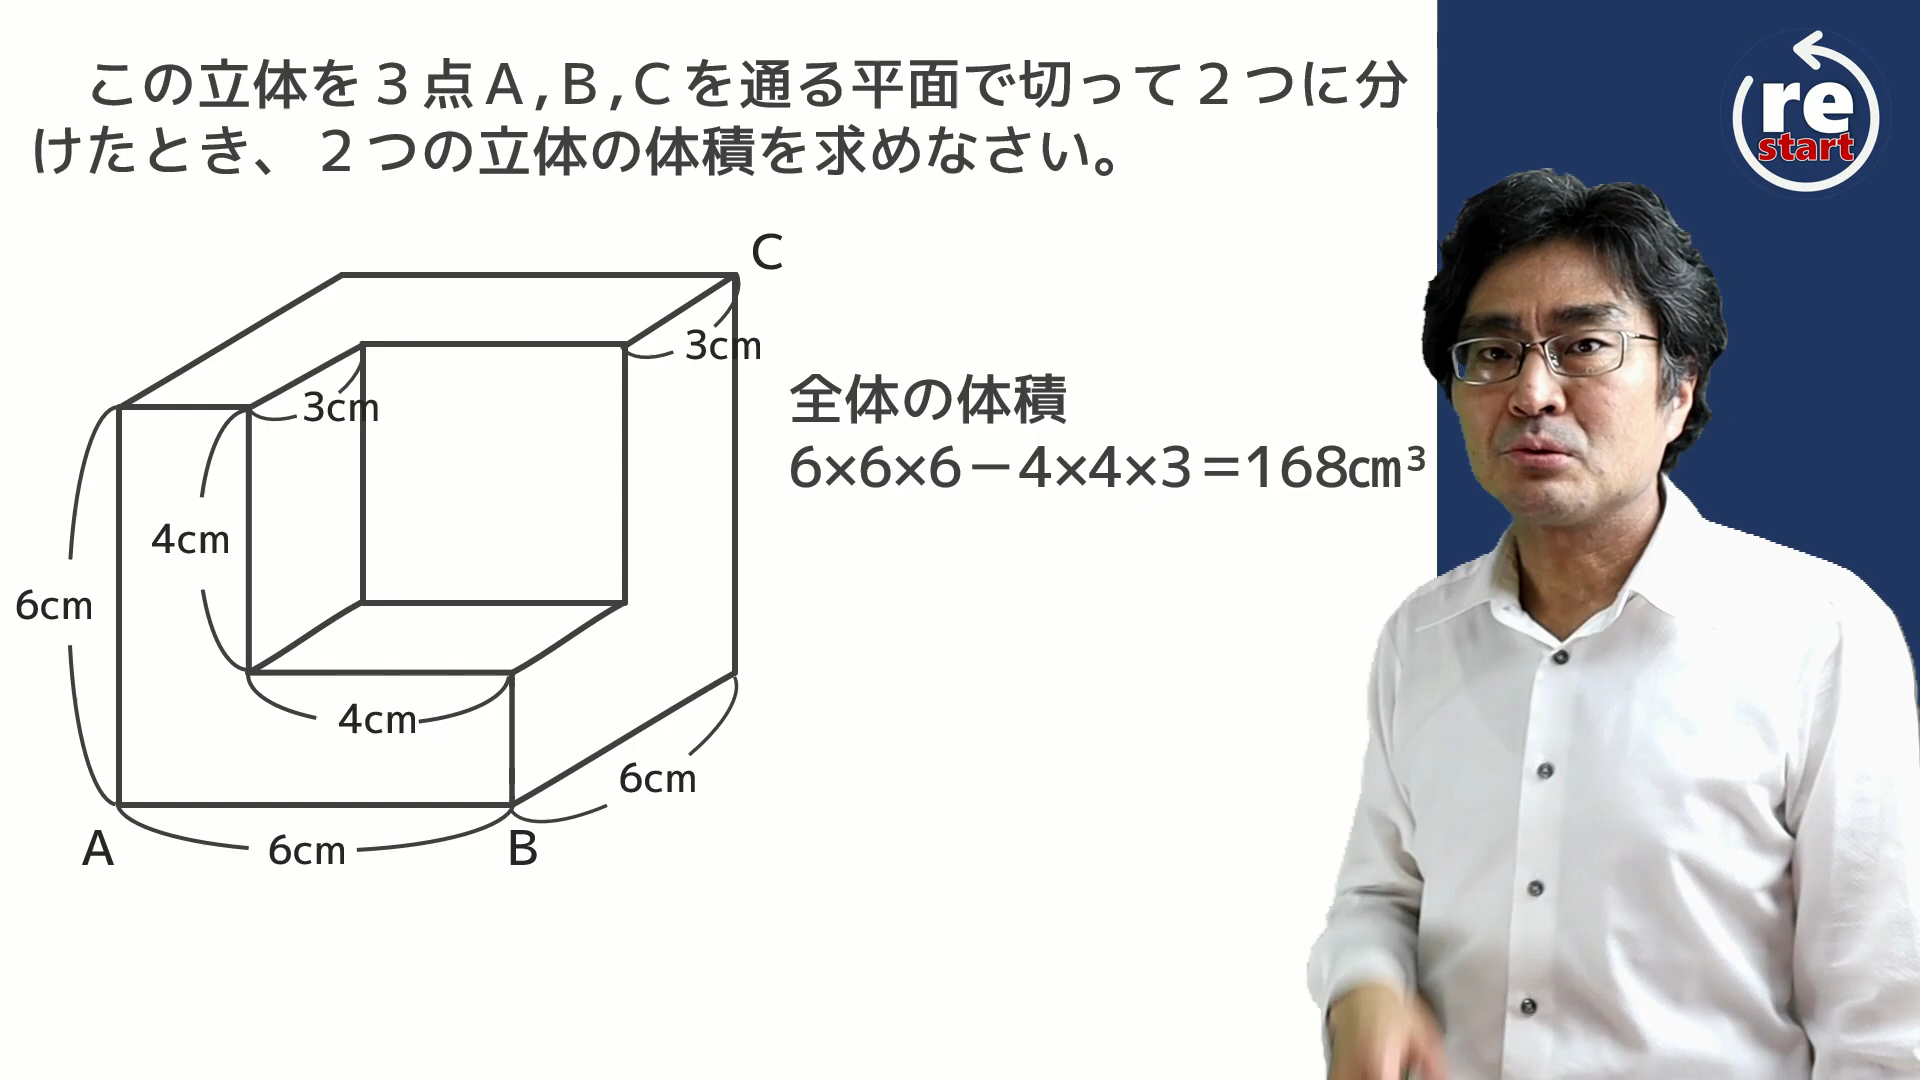 この立体を３点Ａ,Ｂ,Ｃを通る平面で切って２つに分
けたとき、２つの立体の体積を求めなさい。
re
start
C
3cm
3cm
全体の体積
6×6×6－4×4×3＝168㎝³
4cm
6cm
4cm
6cm
A
6cm
B